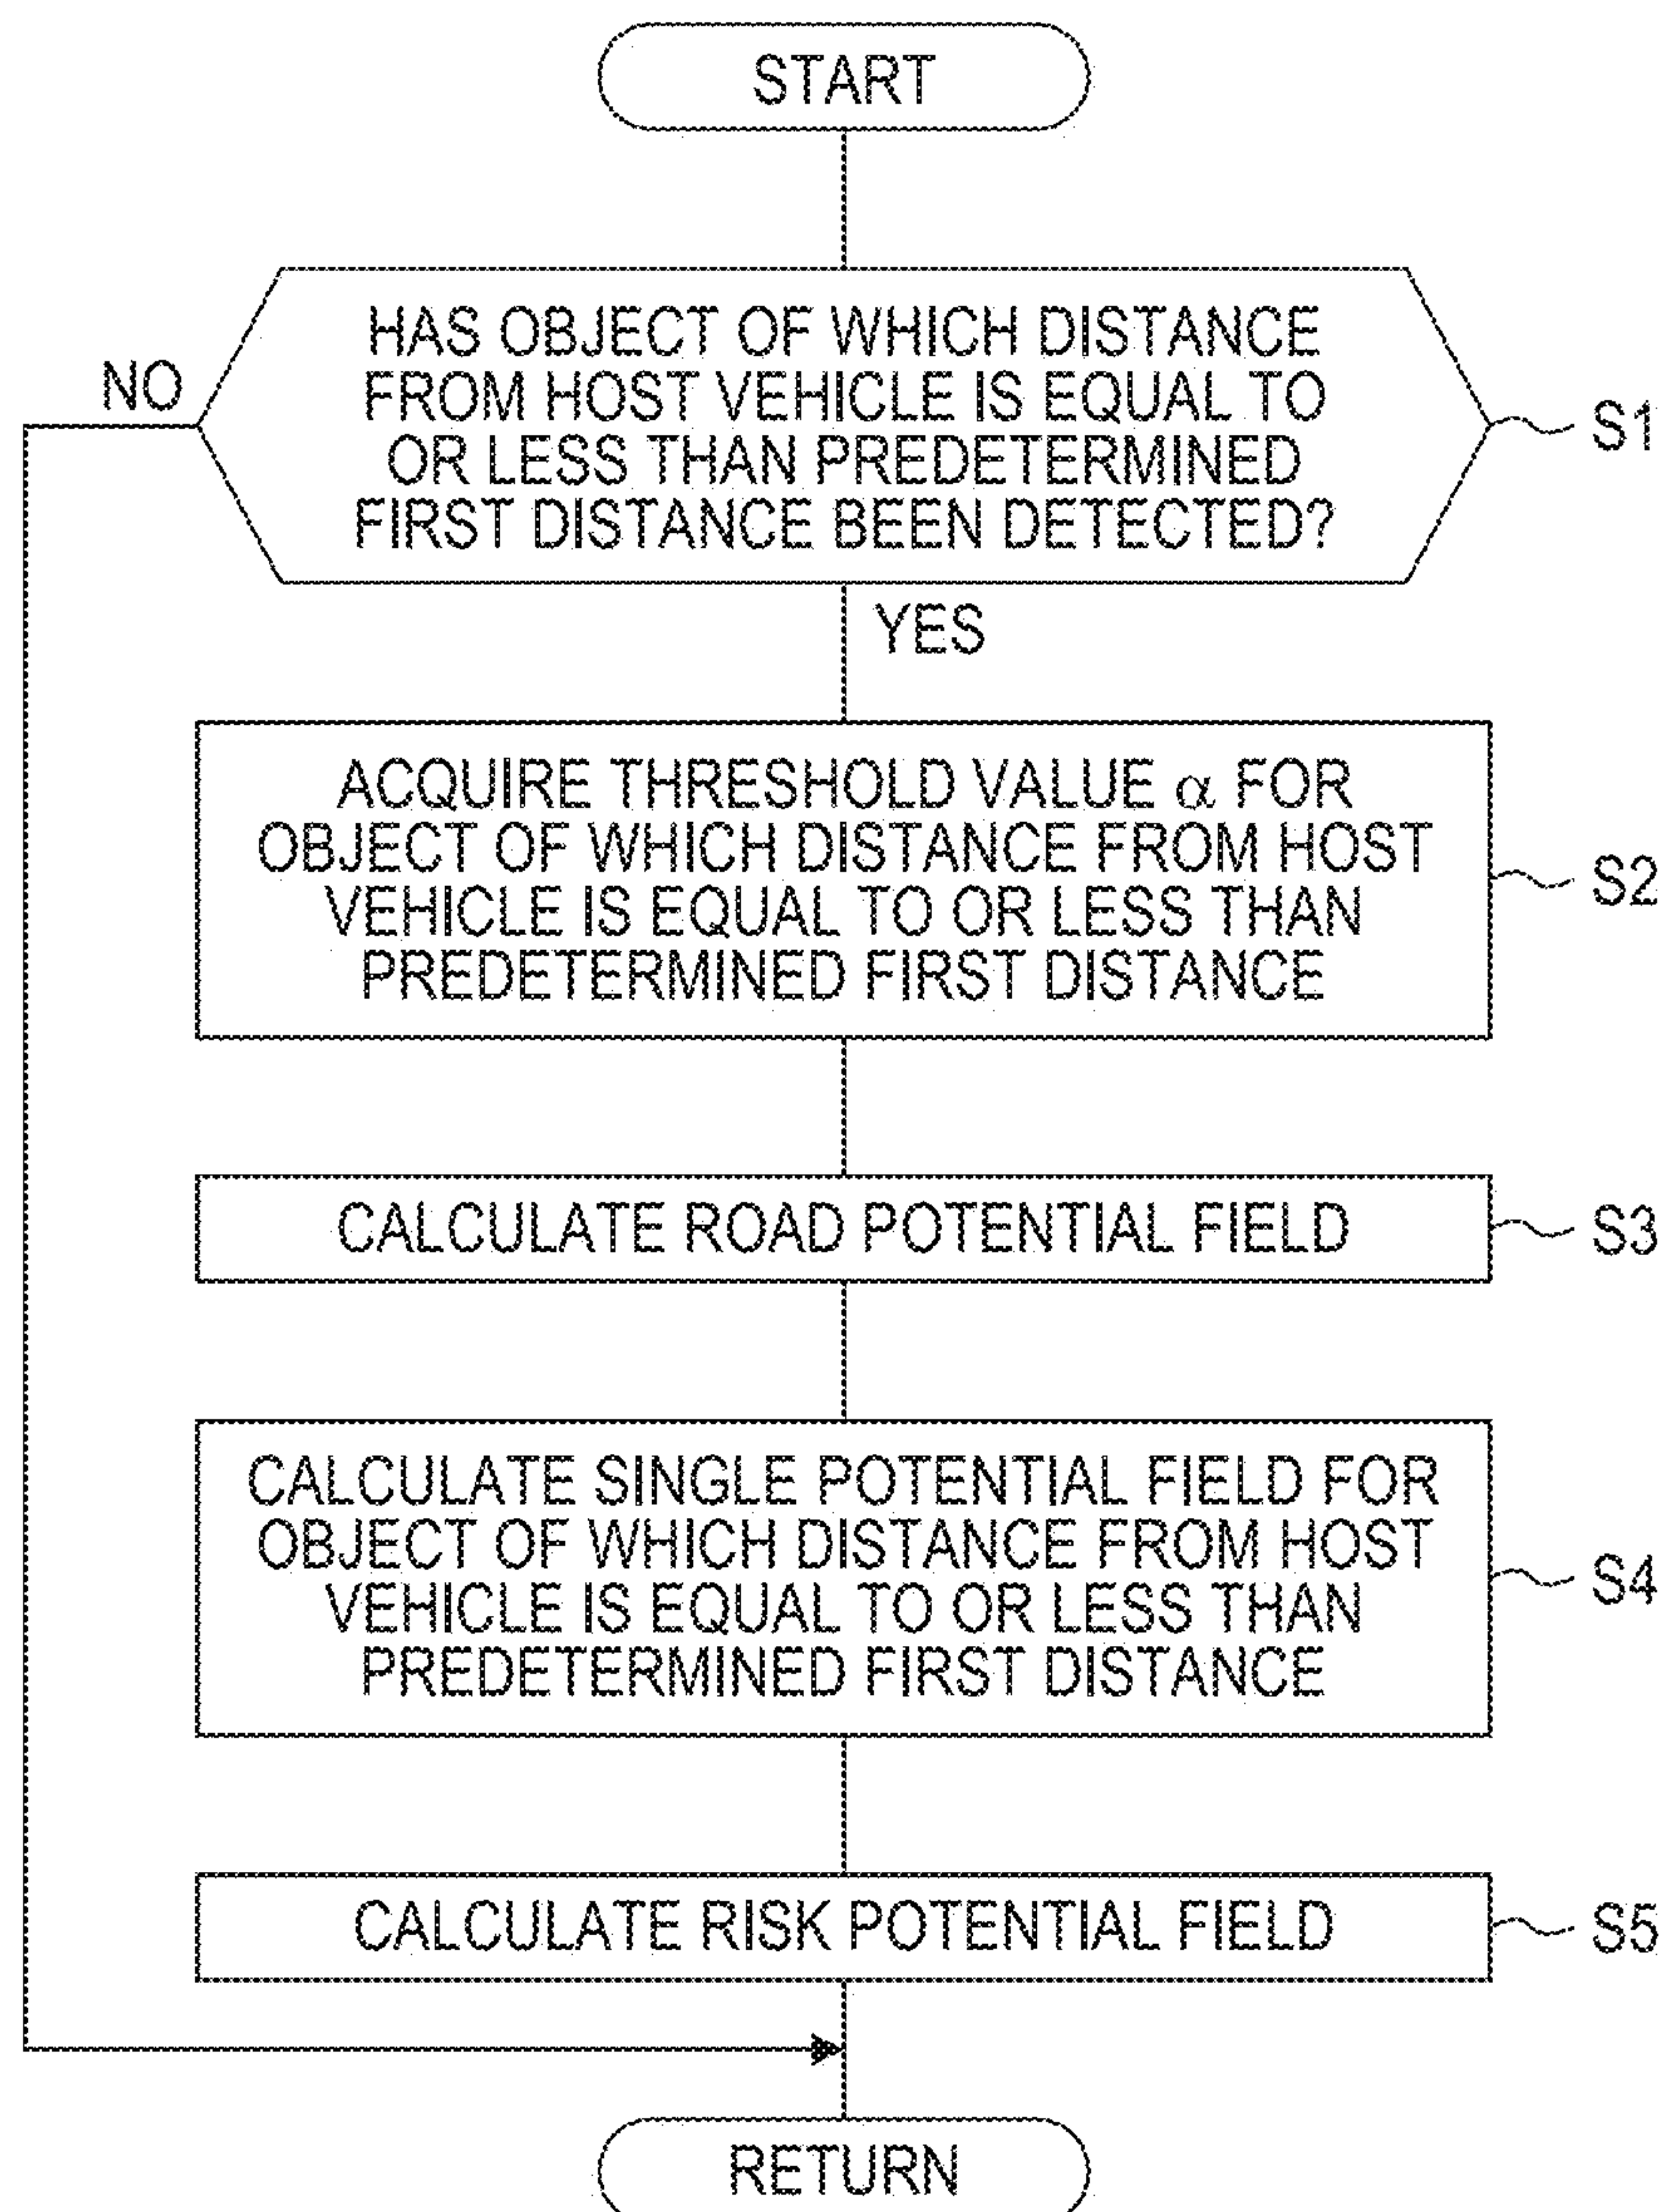 START
HAS OBJECT OF WHICH DISTANCE
FROM HOST VEHICLE IS EQUAL TO
OR LESS THAN PREDETERMINED
FIRST DISTANCE BEEN DETECTED?
NO
S1
YES
ACQUIRE THRESHOLD VALUE α FOR
OBJECT OF WHICH DISTANCE FROM HOST
VEHICLE IS EQUAL TO OR LESS THAN
PREDETERMINED FIRST DISTANCE
S2
CALCULATE ROAD POTENTIAL FIELD
S3
CALCULATE SINGLE POTENTIAL FIELD FOR
OBJECT OF WHICH DISTANCE FROM HOST
VEHICLE IS EQUAL TO OR LESS THAN
PREDETERMINED FIRST DISTANCE
S4
CALCULATE RISK POTENTIAL FIELD
S5
RETURN